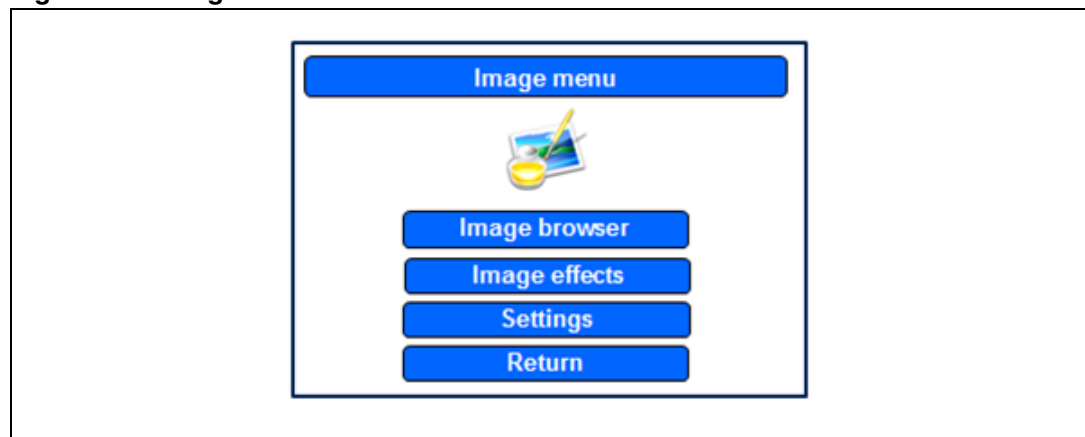 Image menu
Image browser
Image effects
Settings
Return